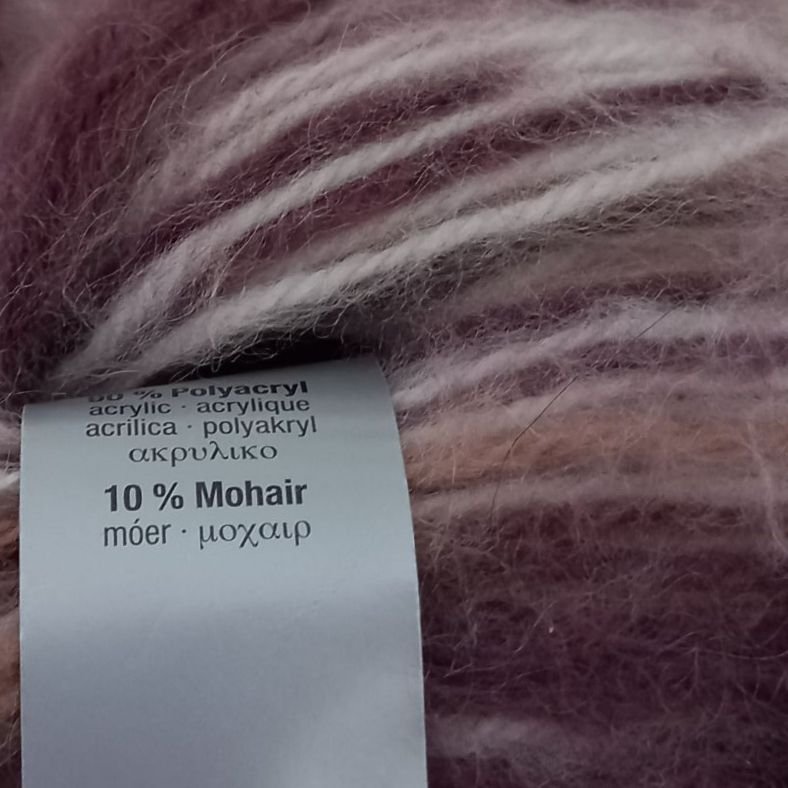 % Polyacryl
acrylic · acrylique
acrilica · polyakryl
ακρυλικο
10 % Mohair
móer · μοχαιρ